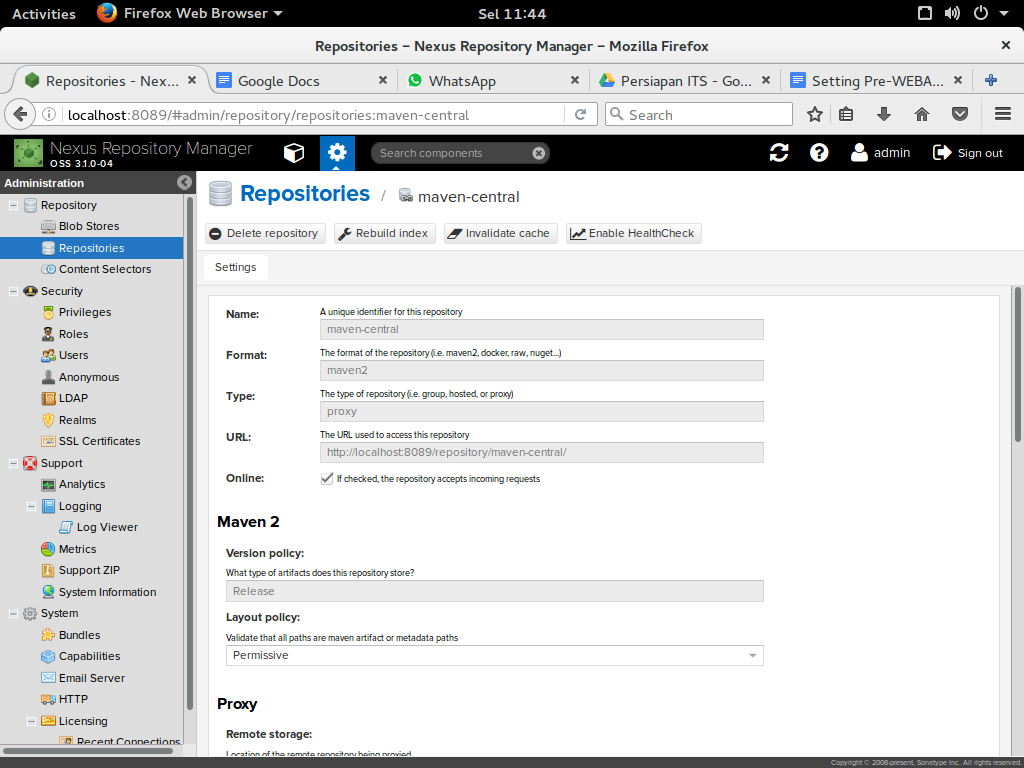 Activities Firefox Web Browser Sel 11:44
Repositories – Nexus Repository Manager – Mozilla Firefox
Repositories - Nex... Google Docs WhatsApp Persiapan ITS - Go... Setting Pre-WEBA...
localhost:8089/#admin/repository/repositories:maven-central Search
Nexus Repository Manager
OSS 3.1.0-04
Search components admin Sign out
Administration
Repository
Blob Stores
Repositories
Content Selectors
Security
Privileges
Roles
Users
Anonymous
LDAP
Realms
SSL Certificates
Support
Analytics
Logging
Log Viewer
Metrics
Support ZIP
System Information
System
Bundles
Capabilities
Email Server
HTTP
Licensing
Recent Connections
Repositories / maven-central
Delete repository Rebuild index Invalidate cache Enable HealthCheck
Settings
Name: A unique identifier for this repository
maven-central
Format: The format of the repository (i.e. maven2, docker, raw, nuget...)
maven2
Type: The type of repository (i.e. group, hosted, or proxy)
proxy
URL: The URL used to access this repository
http://localhost:8089/repository/maven-central/
Online: If checked, the repository accepts incoming requests
Maven 2
Version policy:
What type of artifacts does this repository store?
Release
Layout policy:
Validate that all paths are maven artifact or metadata paths
Permissive
Proxy
Remote storage:
Location of the remote repository being proxied
Copyright © 2008-present, Sonatype Inc. All rights reserved.